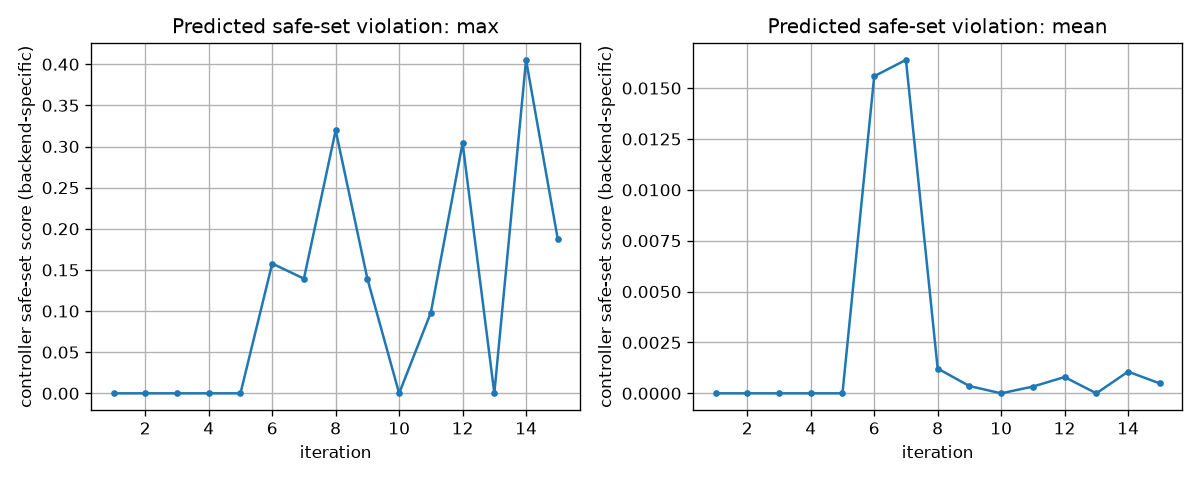 Predicted safe-set violation: max
controller safe-set score (backend-specific)
0.40
0.35
0.30
0.25
0.20
0.15
0.10
0.05
0.00
2 4 6 8 10 12 14
iteration
Predicted safe-set violation: mean
controller safe-set score (backend-specific)
0.0150
0.0125
0.0100
0.0075
0.0050
0.0025
0.0000
2 4 6 8 10 12 14
iteration